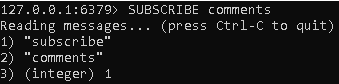 127.0.0.1:6379> SUBSCRIBE comments
Reading messages... (press Ctrl-C to quit)
1) "subscribe"
2) "comments"
3) (integer) 1